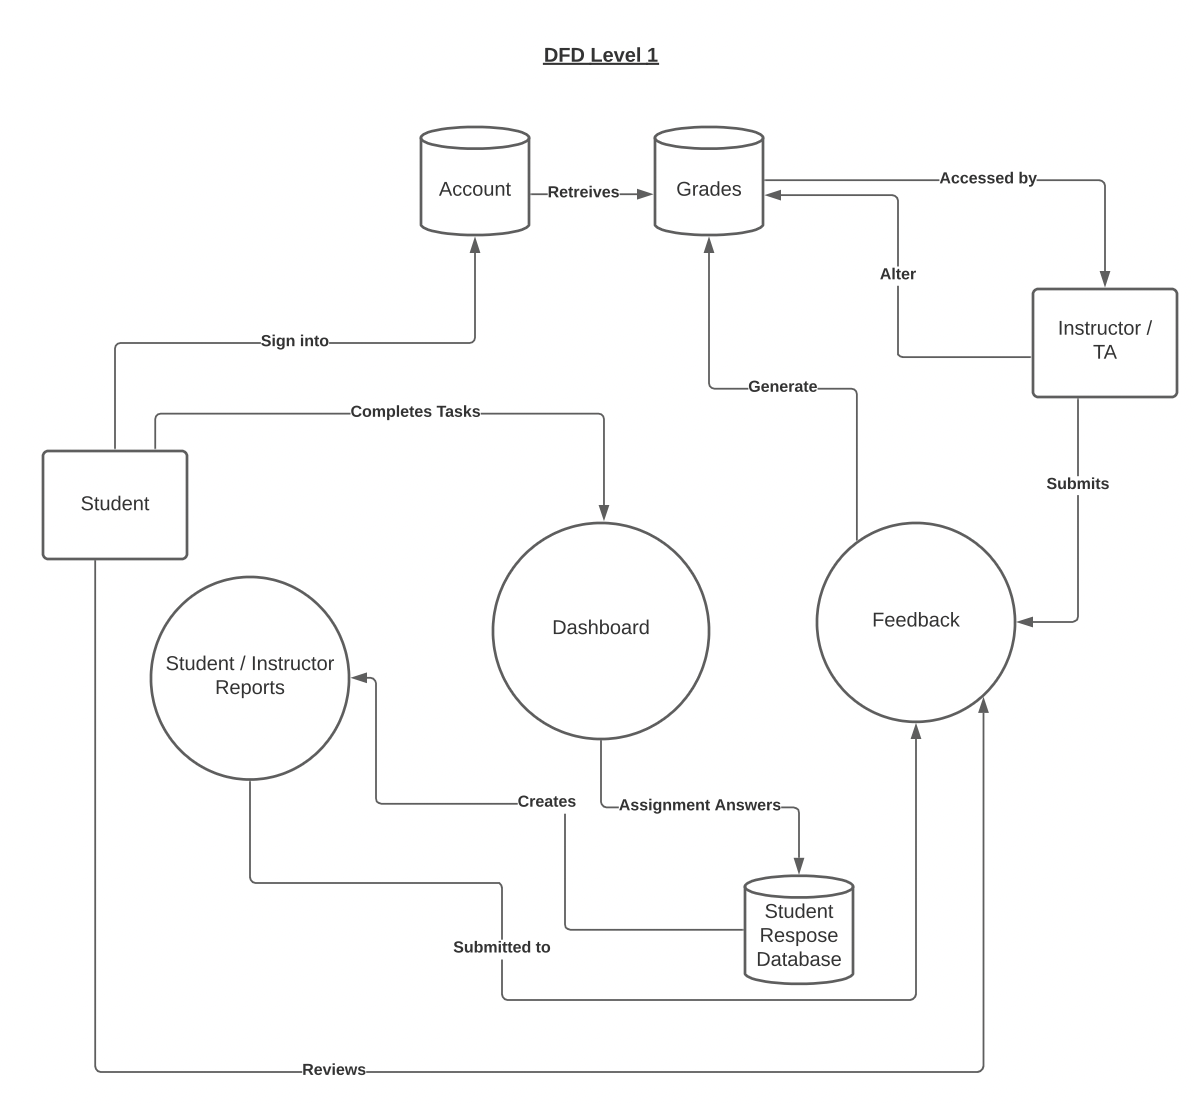 DFD Level 1
Account
Retreives
Grades
Accessed by
Alter
Instructor /
TA
Sign into
Generate
Completes Tasks
Submits
Student
Dashboard
Feedback
Student / Instructor
Reports
Creates
Assignment Answers
Student
Respose
Database
Submitted to
Reviews